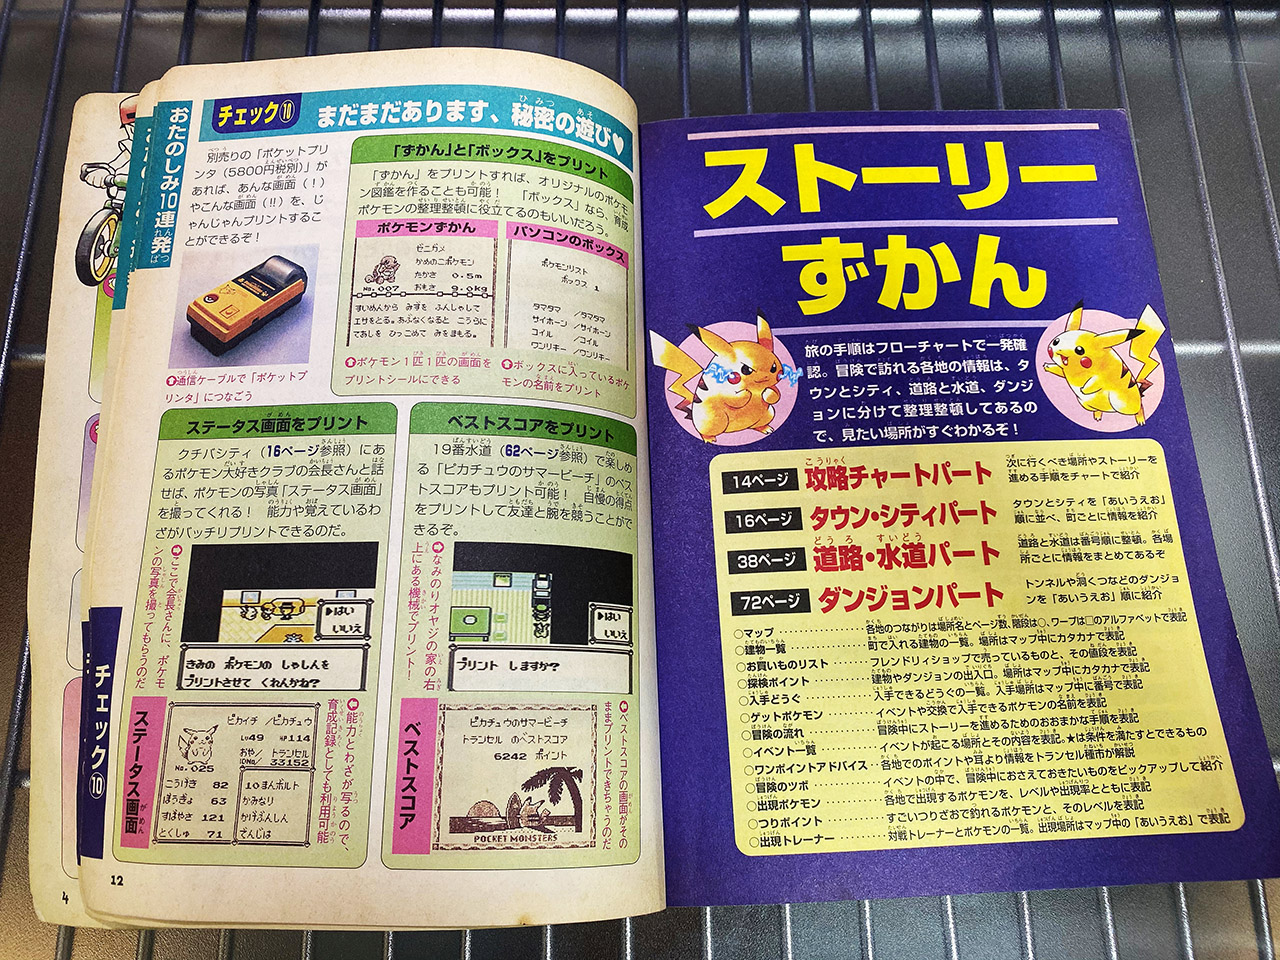 おたのしみ10連発
チェック⑩
まだまだあります、秘密の遊び♥
別売りの「ポケットプリ
ンタ(5800円税別)」が
あれば、あんな画面(!)
やこんな画面(!!)を、じ
ゃんじゃんプリントするこ
とができるぞ!
通信ケーブルで「ポケットプ
リンタ」につなごう
「ずかん」と「ボックス」をプリント
「ずかん」をプリントすれば、オリジナルのポケモ
ン図鑑を作ることも可能!「ボックス」なら、育成
ポケモンの整理整頓に役立てるのもいいだろう。
ポケモンずかん
ゼニガメ
かめのこポケモン
たかさ 0.5m
おもさ 9.0kg
No.007
すいめんから みずを ふんしゃして
エサをとる。あぶなくなると こうらに
てあしを ひっこめて みをまもる。
ポケモン1匹1匹の画面を
プリントシールにできる
パソコンのボックス
ポケモンリスト
ボックス 1
タマタマ /タマタマ
サイホーン /サイホーン
コイル /コイル
ワンリキー /ワンリキー
ボックスに入っているポケ
モンの名前をプリント
ステータス画面をプリント
クチバシティ(16ページ参照)にあ
るポケモン大好きクラブの会長さんと話
せば、ポケモンの写真「ステータス画面」
を撮ってくれる! 能力や覚えているわ
ざがバッチリプリントできるのだ。
ここで会長さんに、ポケモ
ンの写真を撮ってもらうのだ
▶はい
いいえ
きみの ポケモンの しゃしんを
プリントさせて くれんかね?
ステータス画面
ピカイチ /ピカチュウ
Lv49 HP114
おや/トランセル
IDNo/33152
No.025
こうげき 82
ぼうぎょ 63
すばやさ 121
とくしゅ 71
10まんボルト
かみなり
かげぶんしん
さんじは
能力とわざが写るので、
育成記録としても利用可能
ベストスコアをプリント
19番水道(62ページ参照)で楽しめ
る「ピカチュウのサマービーチ」のベス
トスコアもプリント可能! 自慢の得点
をプリントして友達と腕を競うことがで
きるぞ。
なみのりオヤジの家の右
上にある機械でプリント!
▶はい
いいえ
プリント しますか?
ベストスコア
ピカチュウのサマービーチ
トランセル のベストスコア
6242 ポイント
POCKET MONSTERS
ベストスコアの画面がその
ままプリントできちゃうのだ
チェック⑩
4
12
ストーリー
ずかん
旅の手順はフローチャートで一発確
認。冒険で訪れる各地の情報は、タ
ウンとシティ、道路と水道、ダンジ
ョンに分けて整理整頓してあるの
で、見たい場所がすぐわかるぞ!
14ページ 攻略チャートパート 次に行くべき場所やストーリーを
進める手順をチャートで紹介
16ページ タウン・シティパート タウンとシティを「あいうえお」
順に並べ、町ごとに情報を紹介
38ページ 道路・水道パート 道路と水道は番号順に整頓。各場
所ごとに情報をまとめてあるぞ
72ページ ダンジョンパート トンネルや洞くつなどのダンジョ
ンを「あいうえお」順に紹介
○マップ………各地のつながりは場所名とページ数、階段は○、ワープは□のアルファベットで表記
○建物一覧………町で入れる建物の一覧。場所はマップ中にカタカナで表記
○お買いものリスト………フレンドリィショップで売っているものと、その値段を表記
○探検ポイント………建物やダンジョンの出入口。場所はマップ中にカタカナで表記
○入手どうぐ………入手できるどうぐの一覧。入手場所はマップ中に番号で表記
○ゲットポケモン………イベントや交換で入手できるポケモンの名前を表記
○冒険の流れ………冒険中にストーリーを進めるためのおおまかな手順を表記
○イベント一覧………イベントが起こる場所とその内容を表記。★は条件を満たすとできるもの
○ワンポイントアドバイス………各地でのポイントや耳より情報をトランセル種市が解説
○冒険のツボ………イベントの中で、冒険中におさえておきたいものをピックアップして紹介
○出現ポケモン………各地で出現するポケモンを、レベルや出現率とともに表記
○つりポイント………すごいつりざおで釣れるポケモンと、そのレベルを表記
○出現トレーナー………対戦トレーナーとポケモンの一覧。出現場所はマップ中の「あいうえお」で表記